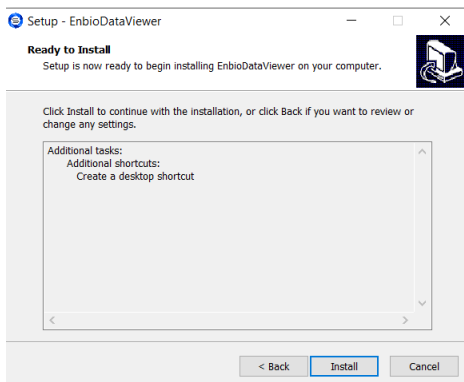 Setup - EnbioDataViewer
Ready to Install
Setup is now ready to begin installing EnbioDataViewer on your computer.
Click Install to continue with the installation, or click Back if you want to review or
change any settings.
Additional tasks:
Additional shortcuts:
Create a desktop shortcut
< Back
Install
Cancel